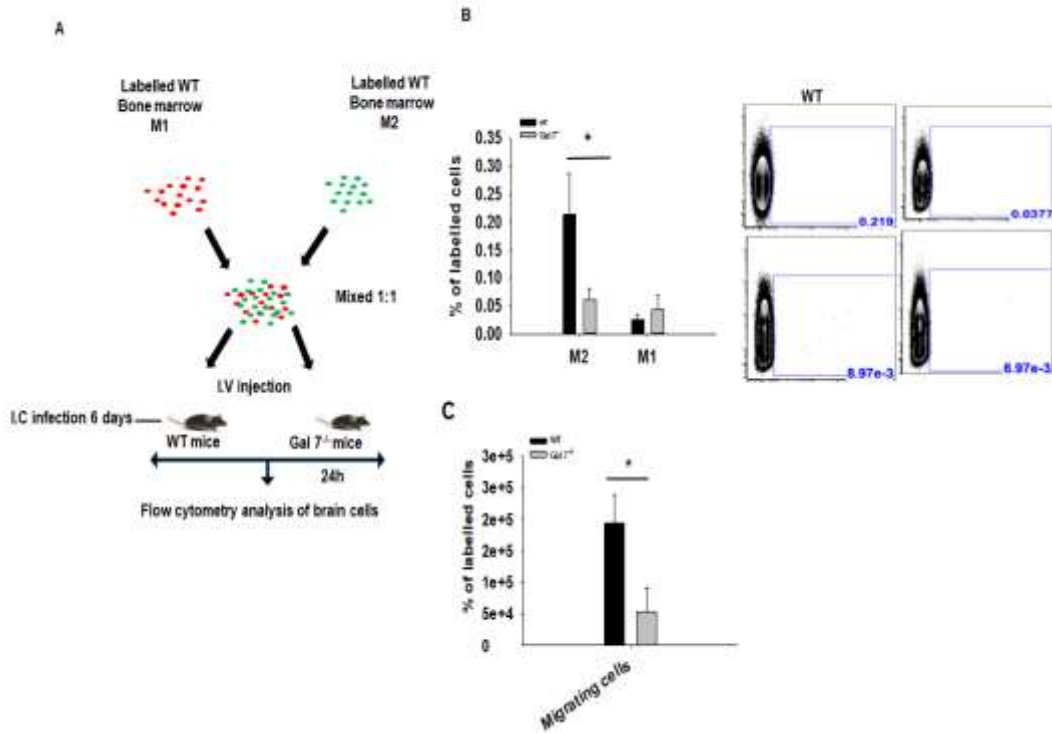 A
Labelled WT
Bone marrow
M1
Labelled WT
Bone marrow
M2
Mixed 1:1
I.V injection
I.C infection 6 days
WT mice
Gal 7-/- mice
24h
Flow cytometry analysis of brain cells
B
wt
% of labelled cells
0.35
0.30
0.25
0.20
0.15
0.10
0.05
0.00
*
M2
M1
WT
0.219
0.0377
8.97e-3
6.97e-3
C
WT
% of labelled cells
3e+5
3e+5
2e+5
2e+5
1e+5
5e+4
0
*
Migrating cells